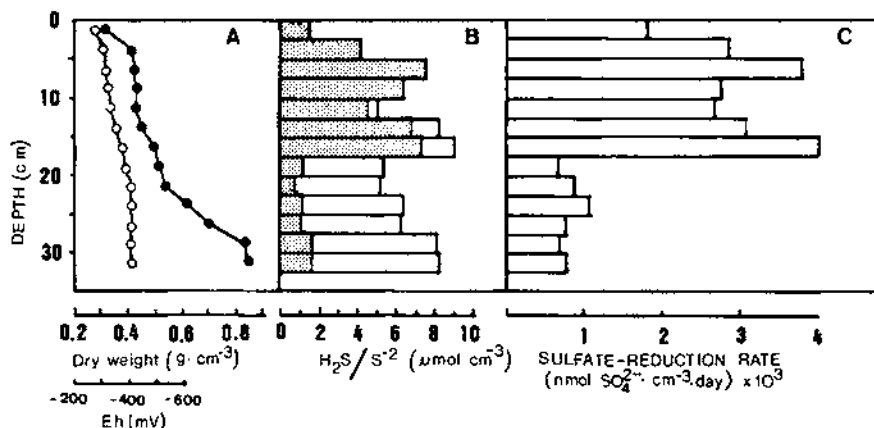 A B C
DEPTH (cm)
0
10
20
30
0.2 0.4 0.6 0.8
Dry weight (g·cm⁻³)
-200 -400 -600
Eh (mV)
0 2 4 6 8 10
H₂S/S⁻² (µmol cm⁻³)
1 2 3 4
SULFATE-REDUCTION RATE
(nmol SO₄²⁻· cm⁻³·day) ×10³